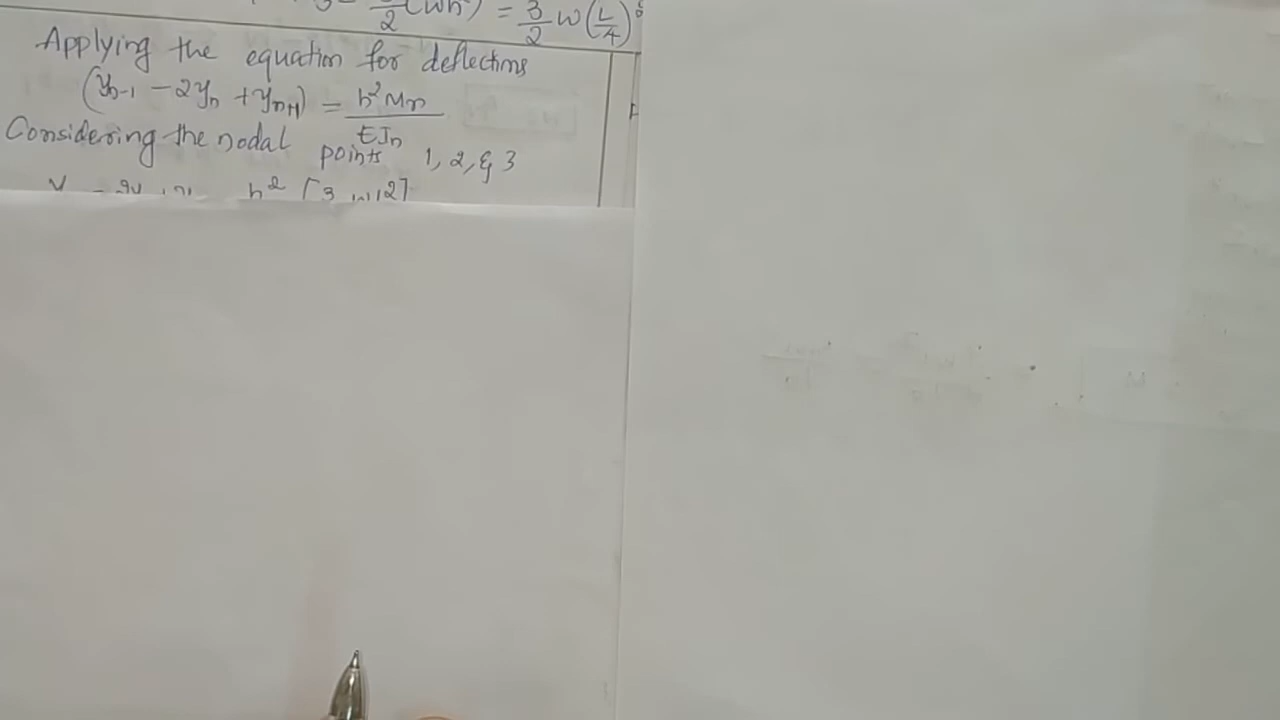 2 (wh ) = 3/2 w(L/4)
Applying the equation for deflections
(yn-1 - 2yn + yn+1) = h²Mn / EIn
Considering the nodal points 1, 2, & 3